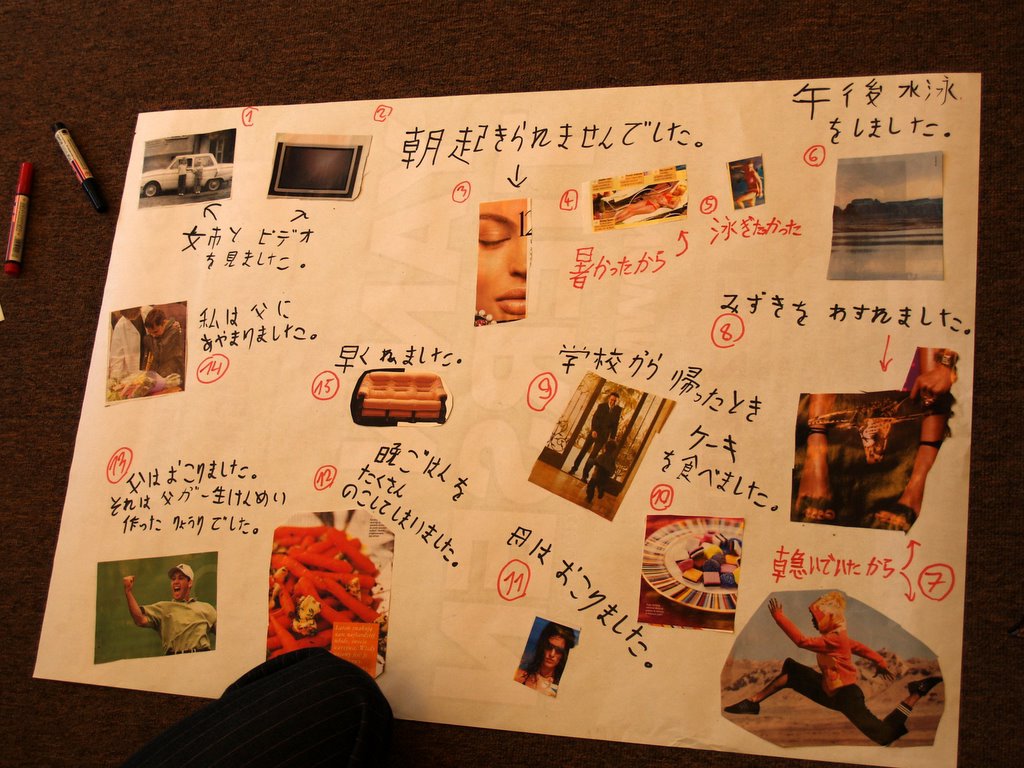 ①
②
女市と ビデオ
を見ました。
朝起きられませんでした。
③
④
暑かったから
⑤
泳ぎたかった
午後水泳
をしました。
⑥
⑦
朝急いでいたから
⑧
みずきを わすれました。
⑨
学校から帰ったとき
ケーキ
を食べました。
⑩
⑪
母はおこりました。
⑫
晩ごはんを
たくさん
のこしてしまいました。
⑬
父はおこりました。
それは父が一生けんめい
作ったりょうりでした。
⑭
私は父に
あやまりました。
⑮
早くねました。